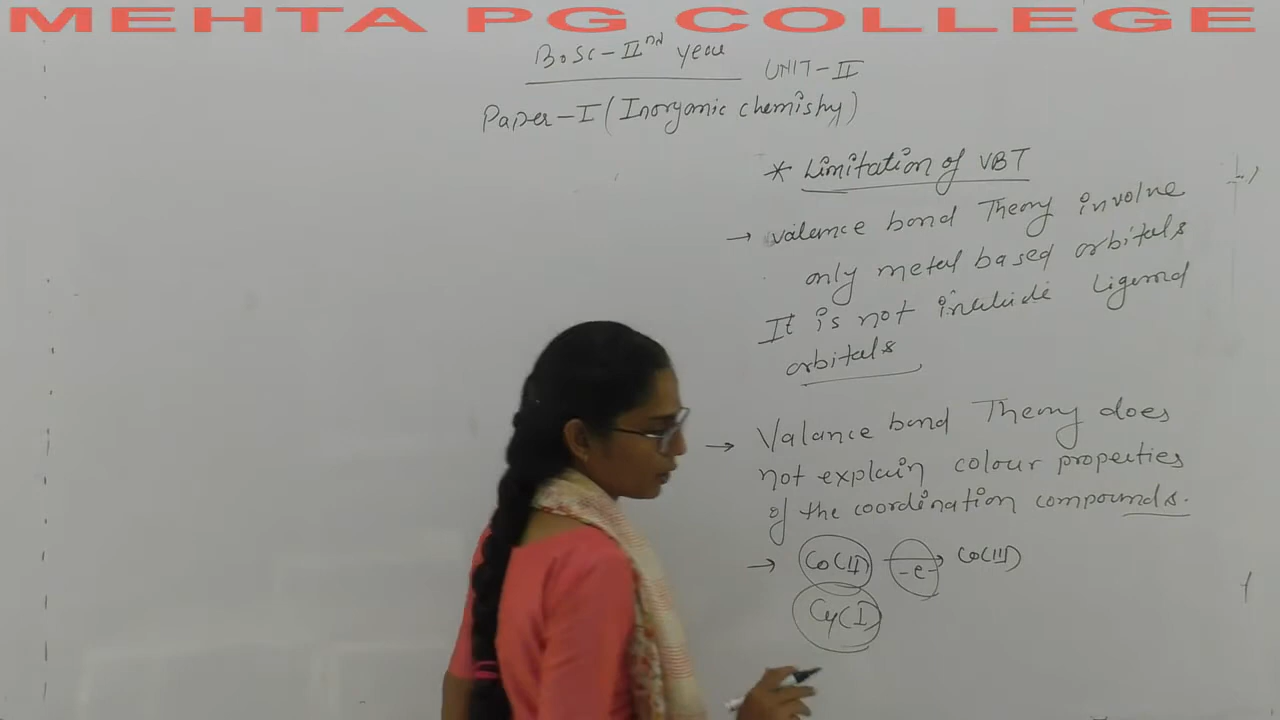 MEHTA PG COLLEGE
B.Sc-IInd year
UNIT-II
Paper-I (Inorganic chemistry)
* Limitation of VBT
→ valance bond Theory involve
only metal based orbitals
It is not include ligand
orbitals
→ Valance bond Theory does
not explain colour properties
of the coordination compounds.
→ Co(II) -e- → Co(III)
Cu(I)